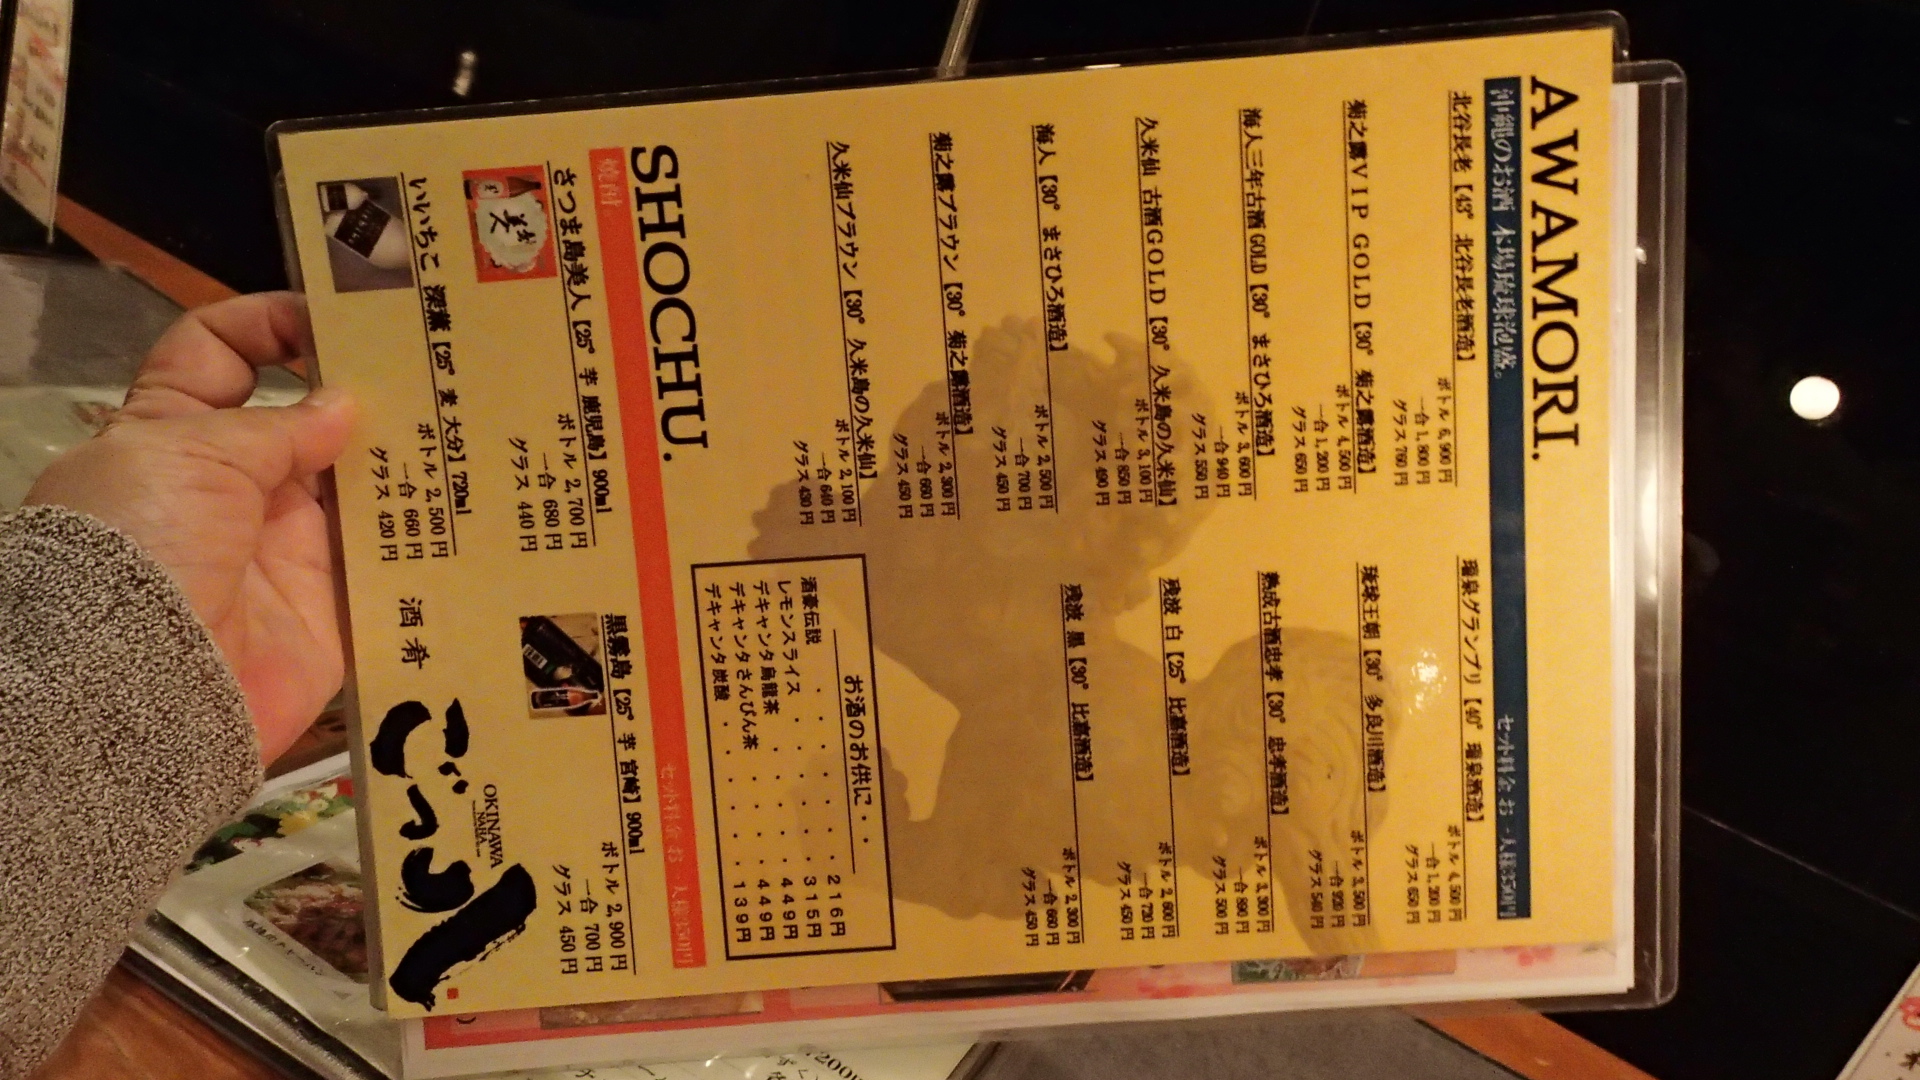 AWAMORI.
沖縄のお酒 本場琉球泡盛。
セット料金 お一人様350円
北谷長老【43° 北谷長老酒造】
ボトル 6,900円
一合 1,800円
グラス 760円
菊之露VIP GOLD【30° 菊之露酒造】
ボトル 4,500円
一合 1,200円
グラス 650円
海人三年古酒GOLD【30° まさひろ酒造】
ボトル 3,600円
一合 940円
グラス 550円
久米仙 古酒GOLD【30° 久米島の久米仙】
ボトル 3,100円
一合 850円
グラス 490円
海人【30° まさひろ酒造】
ボトル 2,500円
一合 700円
グラス 450円
菊之露ブラウン【30° 菊之露酒造】
ボトル 2,300円
一合 660円
グラス 450円
久米仙ブラウン【30° 久米島の久米仙】
ボトル 2,100円
一合 640円
グラス 430円
瑞泉グランプリ【40° 瑞泉酒造】
ボトル 4,500円
一合 1,200円
グラス 650円
琉球王朝【30° 多良川酒造】
ボトル 3,500円
一合 930円
グラス 540円
熟成古酒忠孝【30° 忠孝酒造】
ボトル 3,300円
一合 890円
グラス 500円
残波 白【25° 比嘉酒造】
ボトル 2,600円
一合 720円
グラス 450円
残波 黒【30° 比嘉酒造】
ボトル 2,300円
一合 660円
グラス 450円
お酒のお供に・・
酒豪伝説・・・・・216円
レモンスライス・・・・・315円
デキャンタ烏龍茶・・・・449円
デキャンタさんぴん茶・・・・449円
デキャンタ炭酸・・・・・139円
SHOCHU.
焼酎。
セット料金 お一人様350円
さつま島美人【25° 芋 鹿児島】900ml
ボトル 2,700円
一合 680円
グラス 440円
いいちこ 深薫【25° 麦 大分】720ml
ボトル 2,500円
一合 660円
グラス 420円
黒霧島【25° 芋 宮崎】900ml
ボトル 2,900円
一合 700円
グラス 450円
酒肴
ごっつり
OKINAWA
NAHA